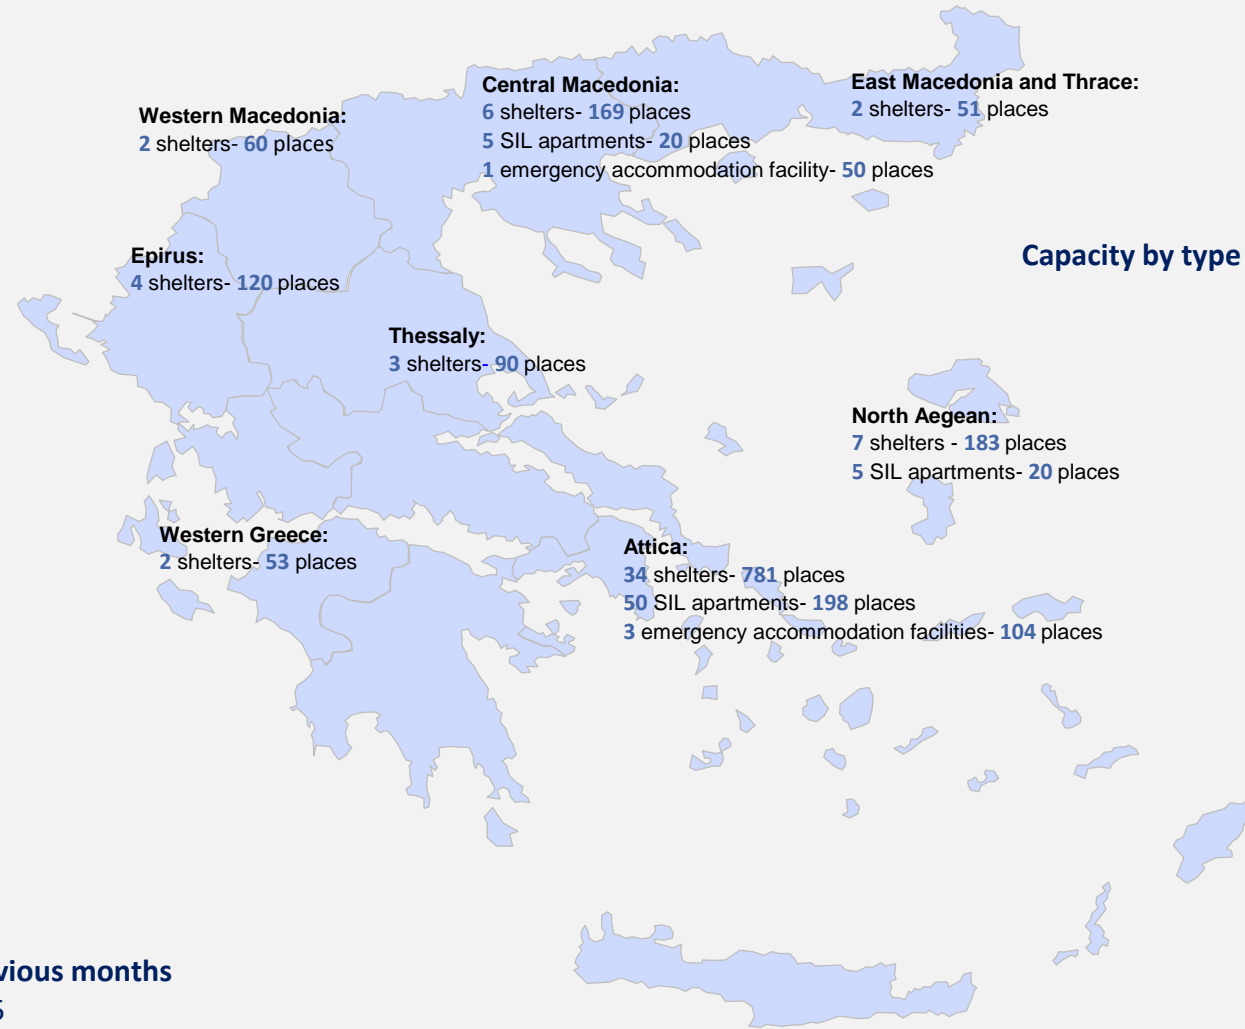 Western Macedonia:
2 shelters- 60 places
Central Macedonia:
6 shelters- 169 places
5 SIL apartments- 20 places
1 emergency accommodation facility- 50 places
East Macedonia and Thrace:
2 shelters- 51 places
Epirus:
4 shelters- 120 places
Capacity by type
Thessaly:
3 shelters- 90 places
North Aegean:
7 shelters - 183 places
5 SIL apartments- 20 places
Western Greece:
2 shelters- 53 places
Attica:
34 shelters- 781 places
50 SIL apartments- 198 places
3 emergency accommodation facilities- 104 places
months